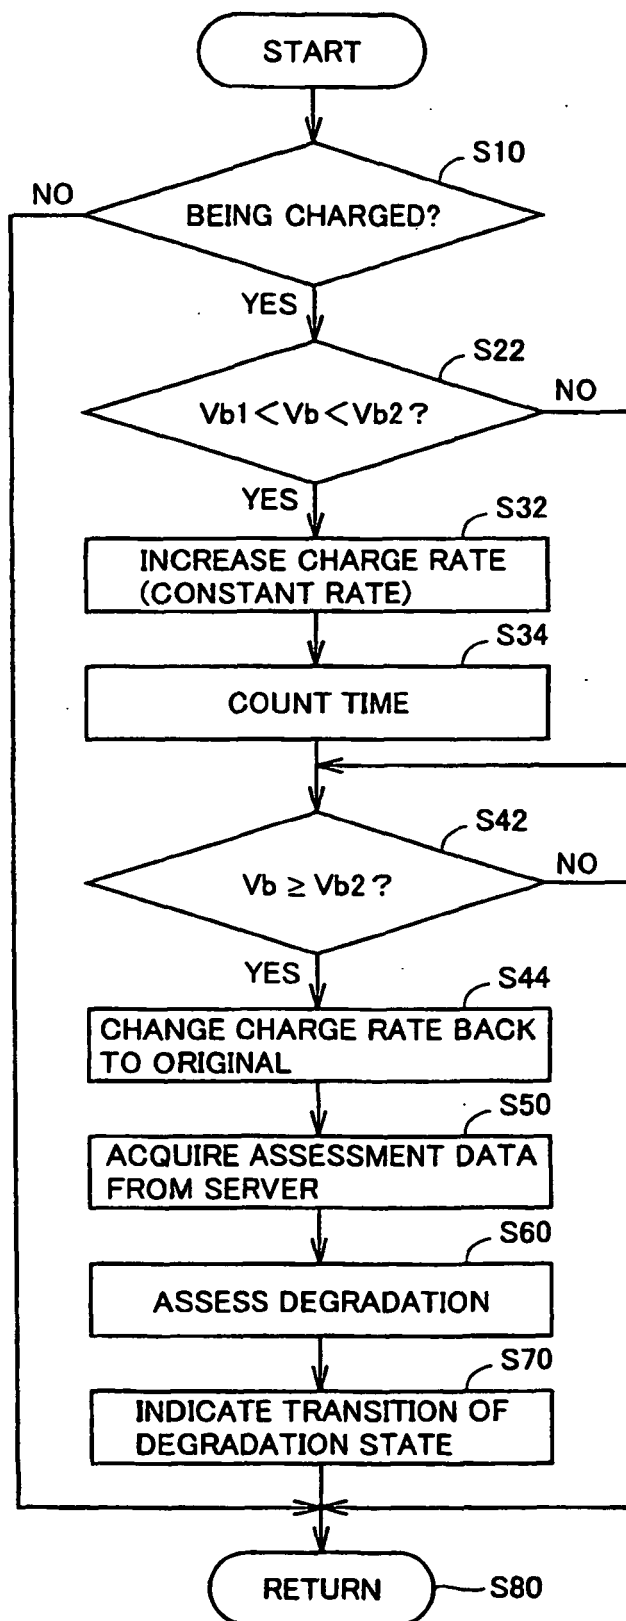 START
S10
NO
BEING CHARGED?
YES
S22
NO
Vb1<Vb<Vb2?
YES
S32
INCREASE CHARGE RATE
(CONSTANT RATE)
S34
COUNT TIME
S42
NO
Vb ≥ Vb2?
YES
S44
CHANGE CHARGE RATE BACK
TO ORIGINAL
S50
ACQUIRE ASSESSMENT DATA
FROM SERVER
S60
ASSESS DEGRADATION
S70
INDICATE TRANSITION OF
DEGRADATION STATE
RETURN
S80